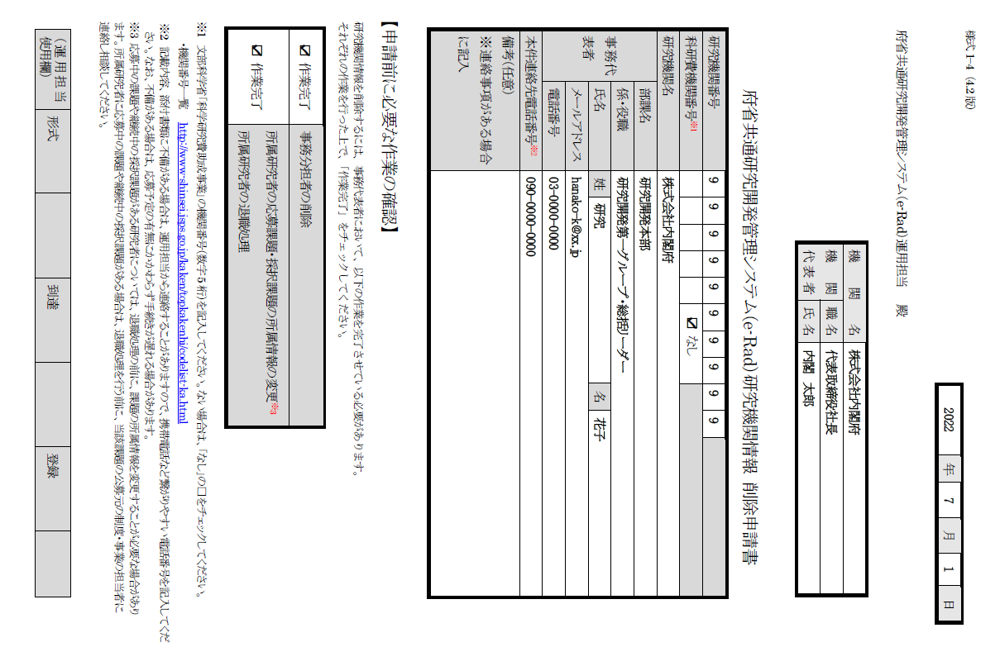 様式 1-4（4.2 版）
2022 年 7 月 1 日
府省共通研究開発管理システム(e-Rad)運用担当　殿
機関代表者 機関名 株式会社内閣府
職名 代表取締役社長
氏名 内閣　太郎
府省共通研究開発管理システム(e-Rad)研究機関情報 削除申請書
研究機関番号 9 9 9 9 9 9 9 9 9 9
科研費機関番号※1 ☑ なし
研究機関名 株式会社内閣府
事務代表者 部課名 研究開発本部
係・役職 研究開発第一グループ・総括リーダー
氏名 姓 研究 名 花子
メールアドレス hanako-k@xx.jp
電話番号 03-0000-0000
本件連絡先電話番号※2 090-0000-0000
備考(任意)
※連絡事項がある場合
に記入
【申請前に必要な作業の確認】
研究機関情報を削除するには、事務代表者において、以下の作業を完了させている必要があります。
それぞれの作業を行った上で、「作業完了」をチェックしてください。
☑ 作業完了 事務分担者の削除
☑ 作業完了 所属研究者の応募課題・採択課題の所属情報の変更※3
所属研究者の退職処理
※1 文部科学省「科学研究費助成事業」の機関番号(数字 5 桁)を記入してください。ない場合は、「なし」の□をチェックしてください。
・機関番号一覧 http://www-shinsei.jsps.go.jp/kaken/topkakenhi/codelist-ka.html
※2 記載内容、添付書類に不備がある場合は、運用担当から連絡することがありますので、携帯電話など繋がりやすい電話番号を記入してくだ
さい。なお、不備がある場合は、応募予定の有無にかかわらず手続きが遅れる場合があります。
※3 応募中の課題や継続中の採択課題がある研究者については、退職処理の前に、課題の所属情報を変更することが必要な場合があり
ます。所属研究者に応募中の課題や継続中の採択課題がある場合は、退職処理を行う前に、当該課題の公募元の制度・事業の担当者に
連絡し相談してください。
（運用担当
使用欄） 形式 到達 登録